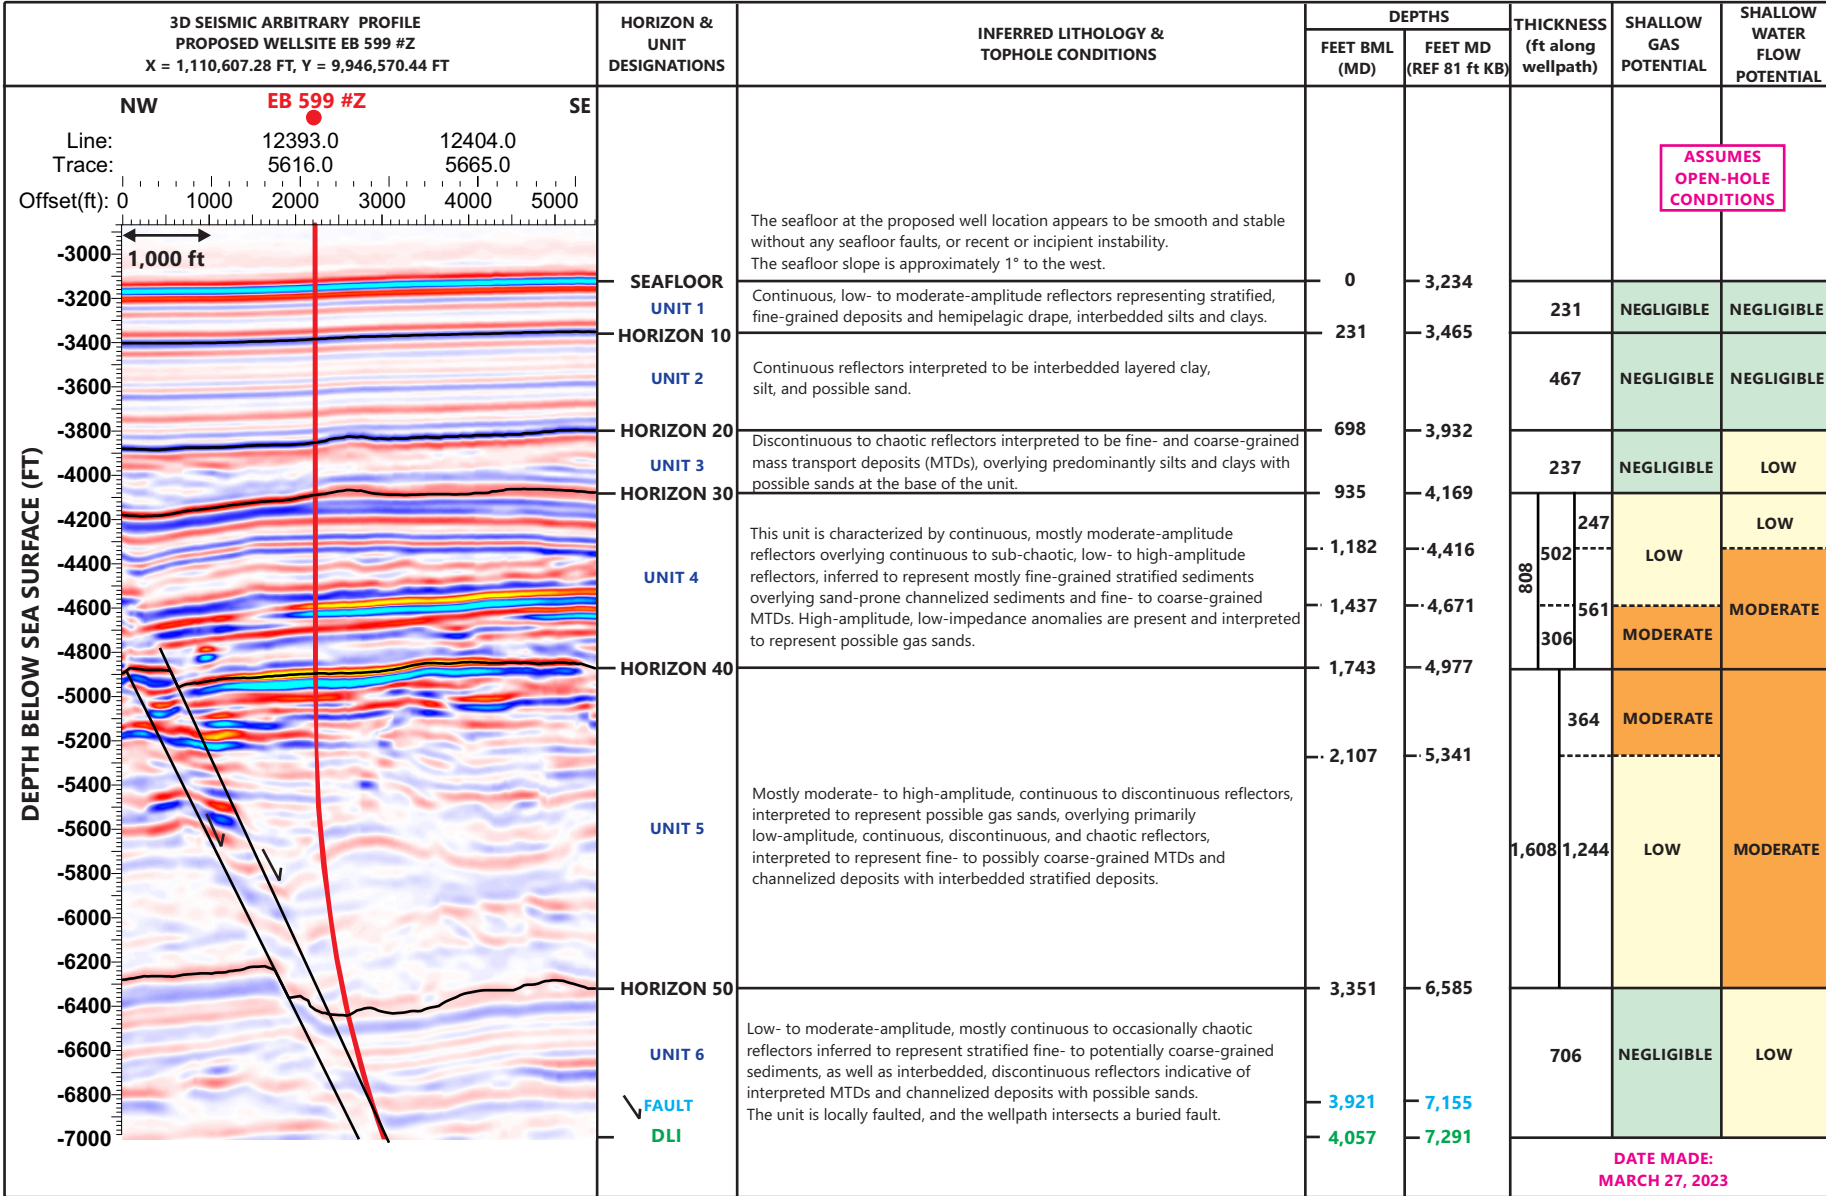 3D SEISMIC ARBITRARY PROFILE
PROPOSED WELLSITE EB 599 #Z
X = 1,110,607.28 FT, Y = 9,946,570.44 FT
HORIZON &
UNIT
DESIGNATIONS
INFERRED LITHOLOGY &
TOPHOLE CONDITIONS
DEPTHS
FEET BML
(MD)
FEET MD
(REF 81 ft KB)
THICKNESS
(ft along
wellpath)
SHALLOW
GAS
POTENTIAL
SHALLOW
WATER
FLOW
POTENTIAL
NW
EB 599 #Z
SE
Line: 12393.0 12404.0
Trace: 5616.0 5665.0
Offset(ft): 0 1000 2000 3000 4000 5000
1,000 ft
DEPTH BELOW SEA SURFACE (FT)
-3000
-3200
-3400
-3600
-3800
-4000
-4200
-4400
-4600
-4800
-5000
-5200
-5400
-5600
-5800
-6000
-6200
-6400
-6600
-6800
-7000
ASSUMES
OPEN-HOLE
CONDITIONS
The seafloor at the proposed well location appears to be smooth and stable
without any seafloor faults, or recent or incipient instability.
The seafloor slope is approximately 1° to the west.
SEAFLOOR 0 3,234
UNIT 1
Continuous, low- to moderate-amplitude reflectors representing stratified,
fine-grained deposits and hemipelagic drape, interbedded silts and clays.
231 NEGLIGIBLE NEGLIGIBLE
HORIZON 10 231 3,465
UNIT 2
Continuous reflectors interpreted to be interbedded layered clay,
silt, and possible sand.
467 NEGLIGIBLE NEGLIGIBLE
HORIZON 20 698 3,932
UNIT 3
Discontinuous to chaotic reflectors interpreted to be fine- and coarse-grained
mass transport deposits (MTDs), overlying predominantly silts and clays with
possible sands at the base of the unit.
237 NEGLIGIBLE LOW
HORIZON 30 935 4,169
UNIT 4
This unit is characterized by continuous, mostly moderate-amplitude
reflectors overlying continuous to sub-chaotic, low- to high-amplitude
reflectors, inferred to represent mostly fine-grained stratified sediments
overlying sand-prone channelized sediments and fine- to coarse-grained
MTDs. High-amplitude, low-impedance anomalies are present and interpreted
to represent possible gas sands.
1,182 4,416
1,437 4,671
808
502
306
247
561
LOW
MODERATE
LOW
MODERATE
HORIZON 40 1,743 4,977
2,107 5,341
UNIT 5
Mostly moderate- to high-amplitude, continuous to discontinuous reflectors,
interpreted to represent possible gas sands, overlying primarily
low-amplitude, continuous, discontinuous, and chaotic reflectors,
interpreted to represent fine- to possibly coarse-grained MTDs and
channelized deposits with interbedded stratified deposits.
364 MODERATE
1,608 1,244 LOW MODERATE
HORIZON 50 3,351 6,585
UNIT 6
Low- to moderate-amplitude, mostly continuous to occasionally chaotic
reflectors inferred to represent stratified fine- to potentially coarse-grained
sediments, as well as interbedded, discontinuous reflectors indicative of
interpreted MTDs and channelized deposits with possible sands.
The unit is locally faulted, and the wellpath intersects a buried fault.
706 NEGLIGIBLE LOW
FAULT 3,921 7,155
DLI 4,057 7,291
DATE MADE:
MARCH 27, 2023